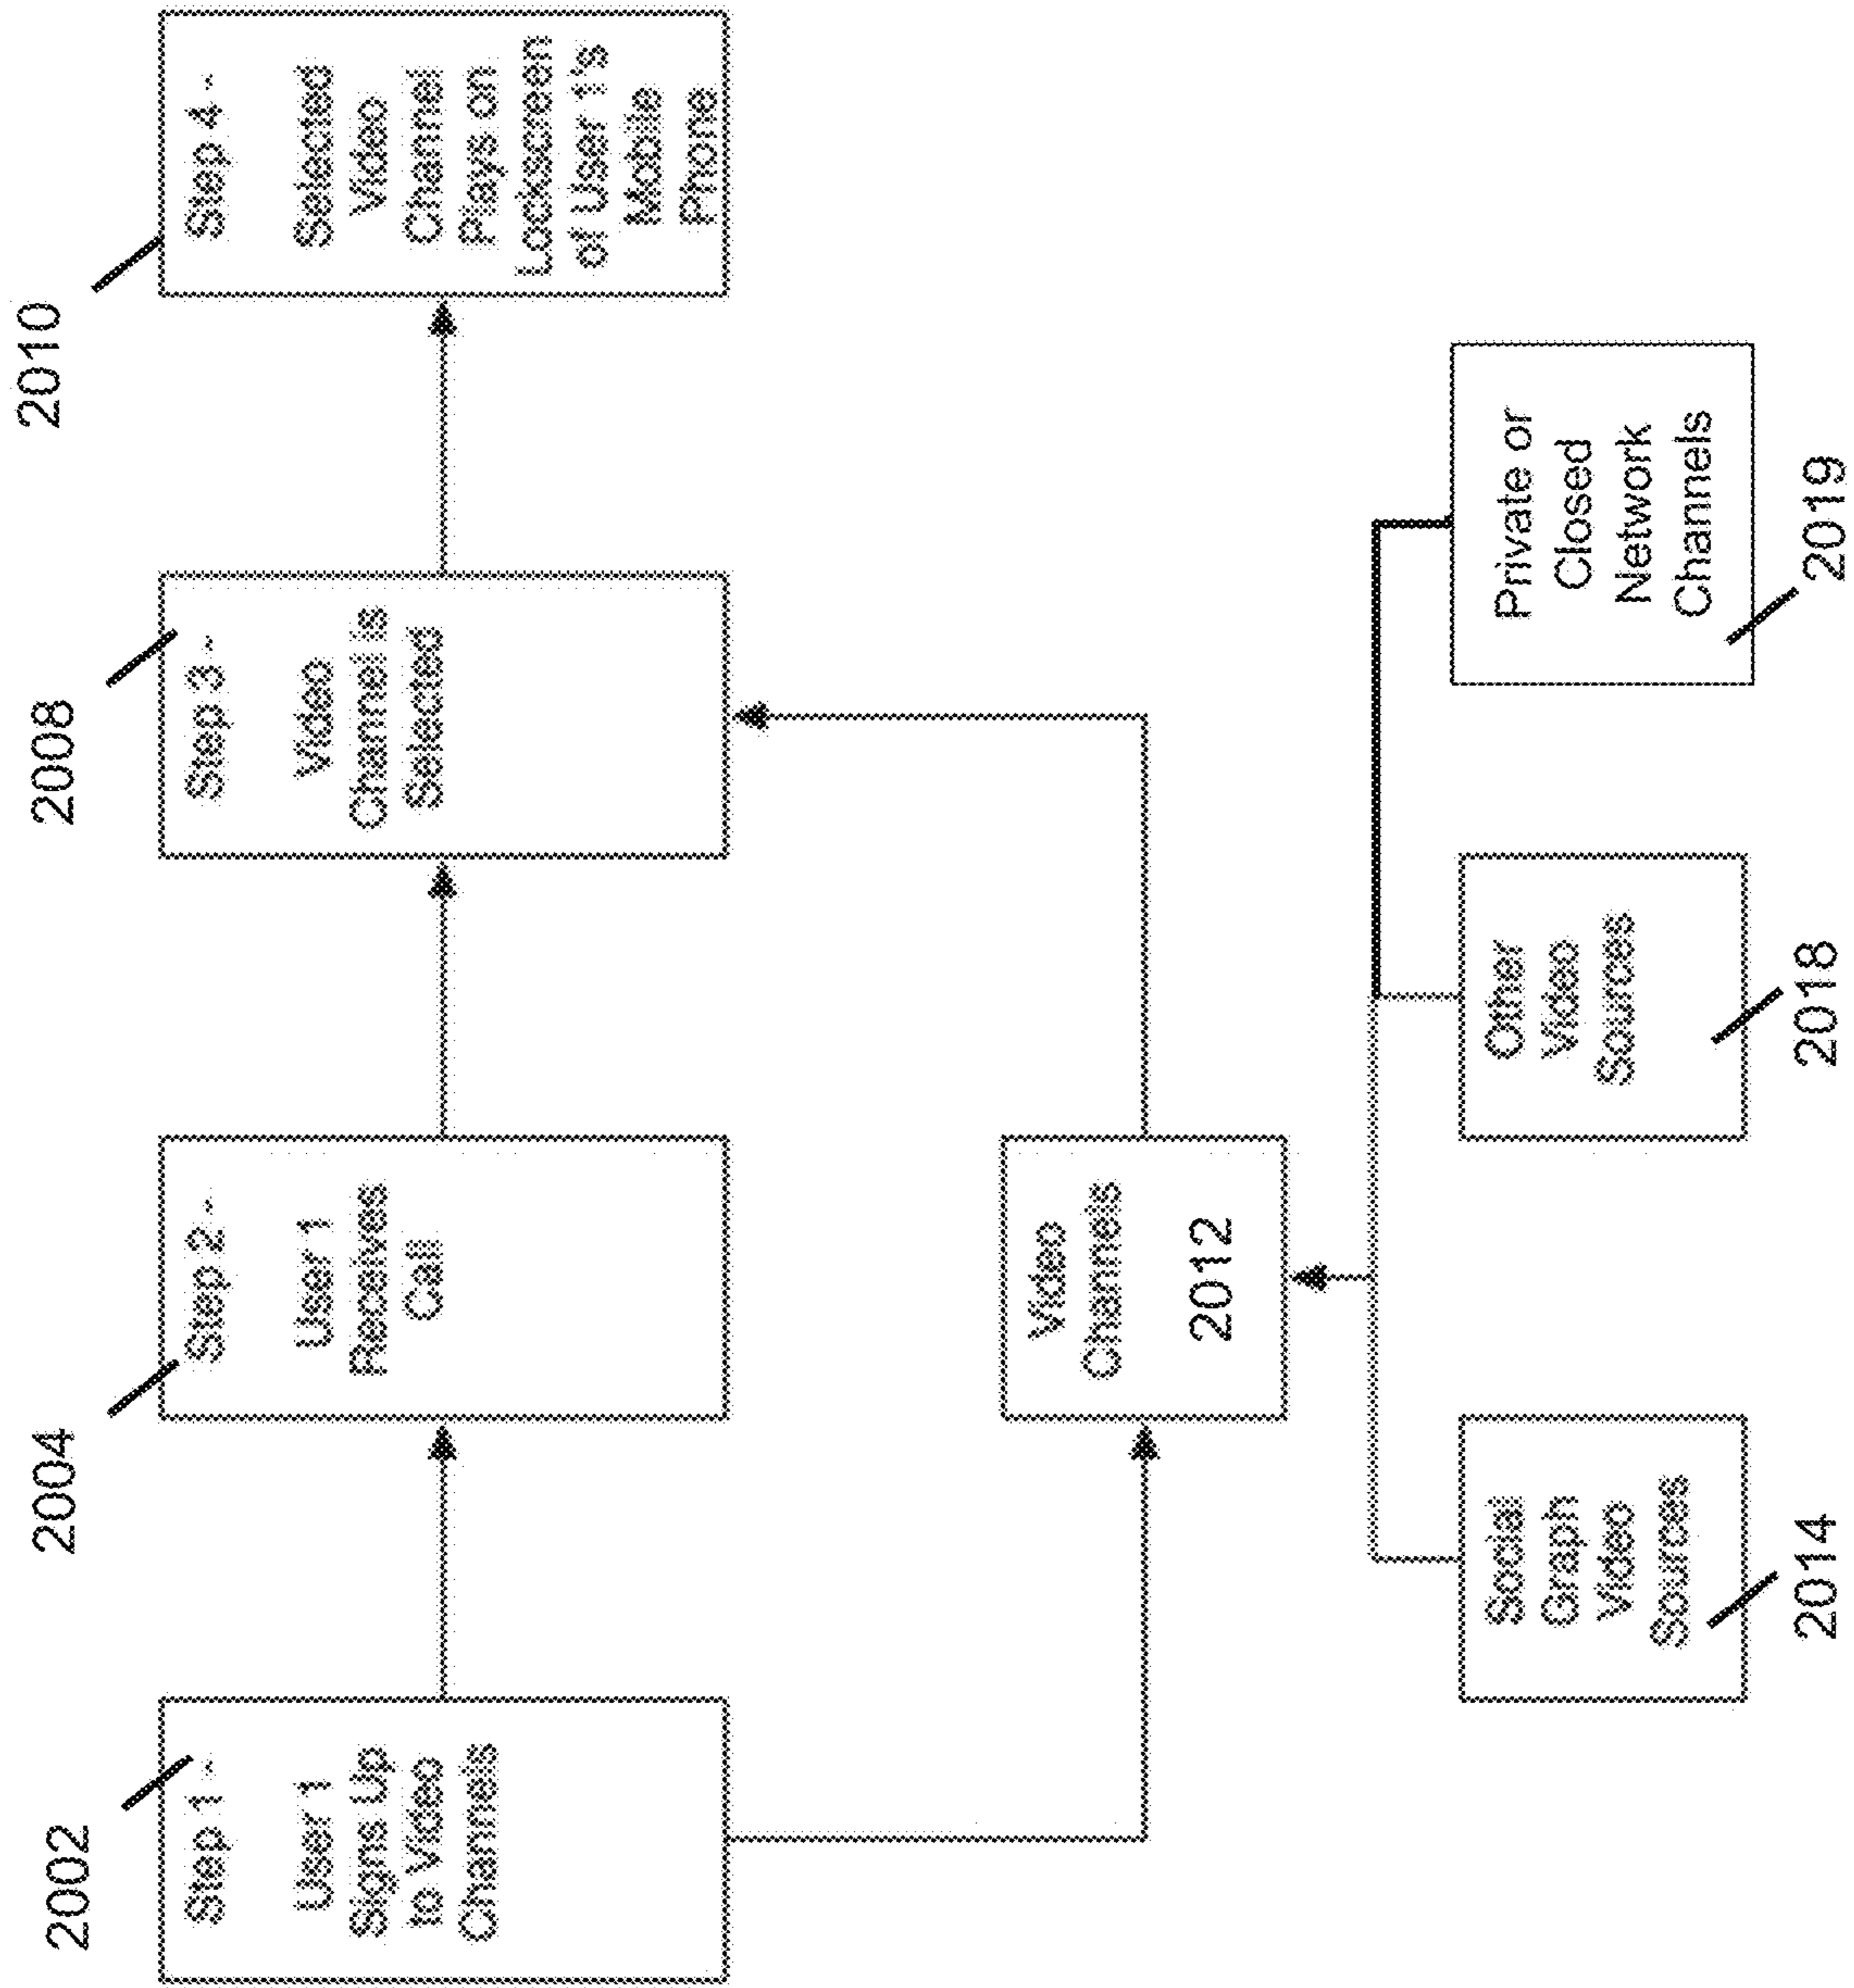 2002
Step 1 -
User 1
Signs Up
to Video
Channels
2004
Step 2 -
User 1
Receives
Call
2008
Step 3 -
Video
Channel is
Selected
2010
Step 4 -
Selected
Video
Channel
Plays on
Lockscreen
of User 1's
Mobile
Phone
Video
Channels
2012
Social
Graph
Video
Sources
2014
Other
Video
Sources
2018
Private or
Closed
Network
Channels
2019